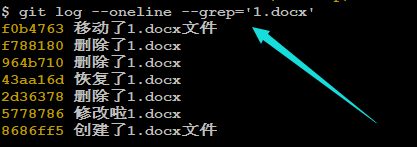 $ git log --oneline --grep='1.docx'
f0b4763 移动了1.docx文件
f788180 删除了1.docx
964b710 删除了1.docx
43aa16d 恢复了1.docx
2d36378 删除了1.docx
5778786 修改啦1.docx
8686ff5 创建了1.docx文件